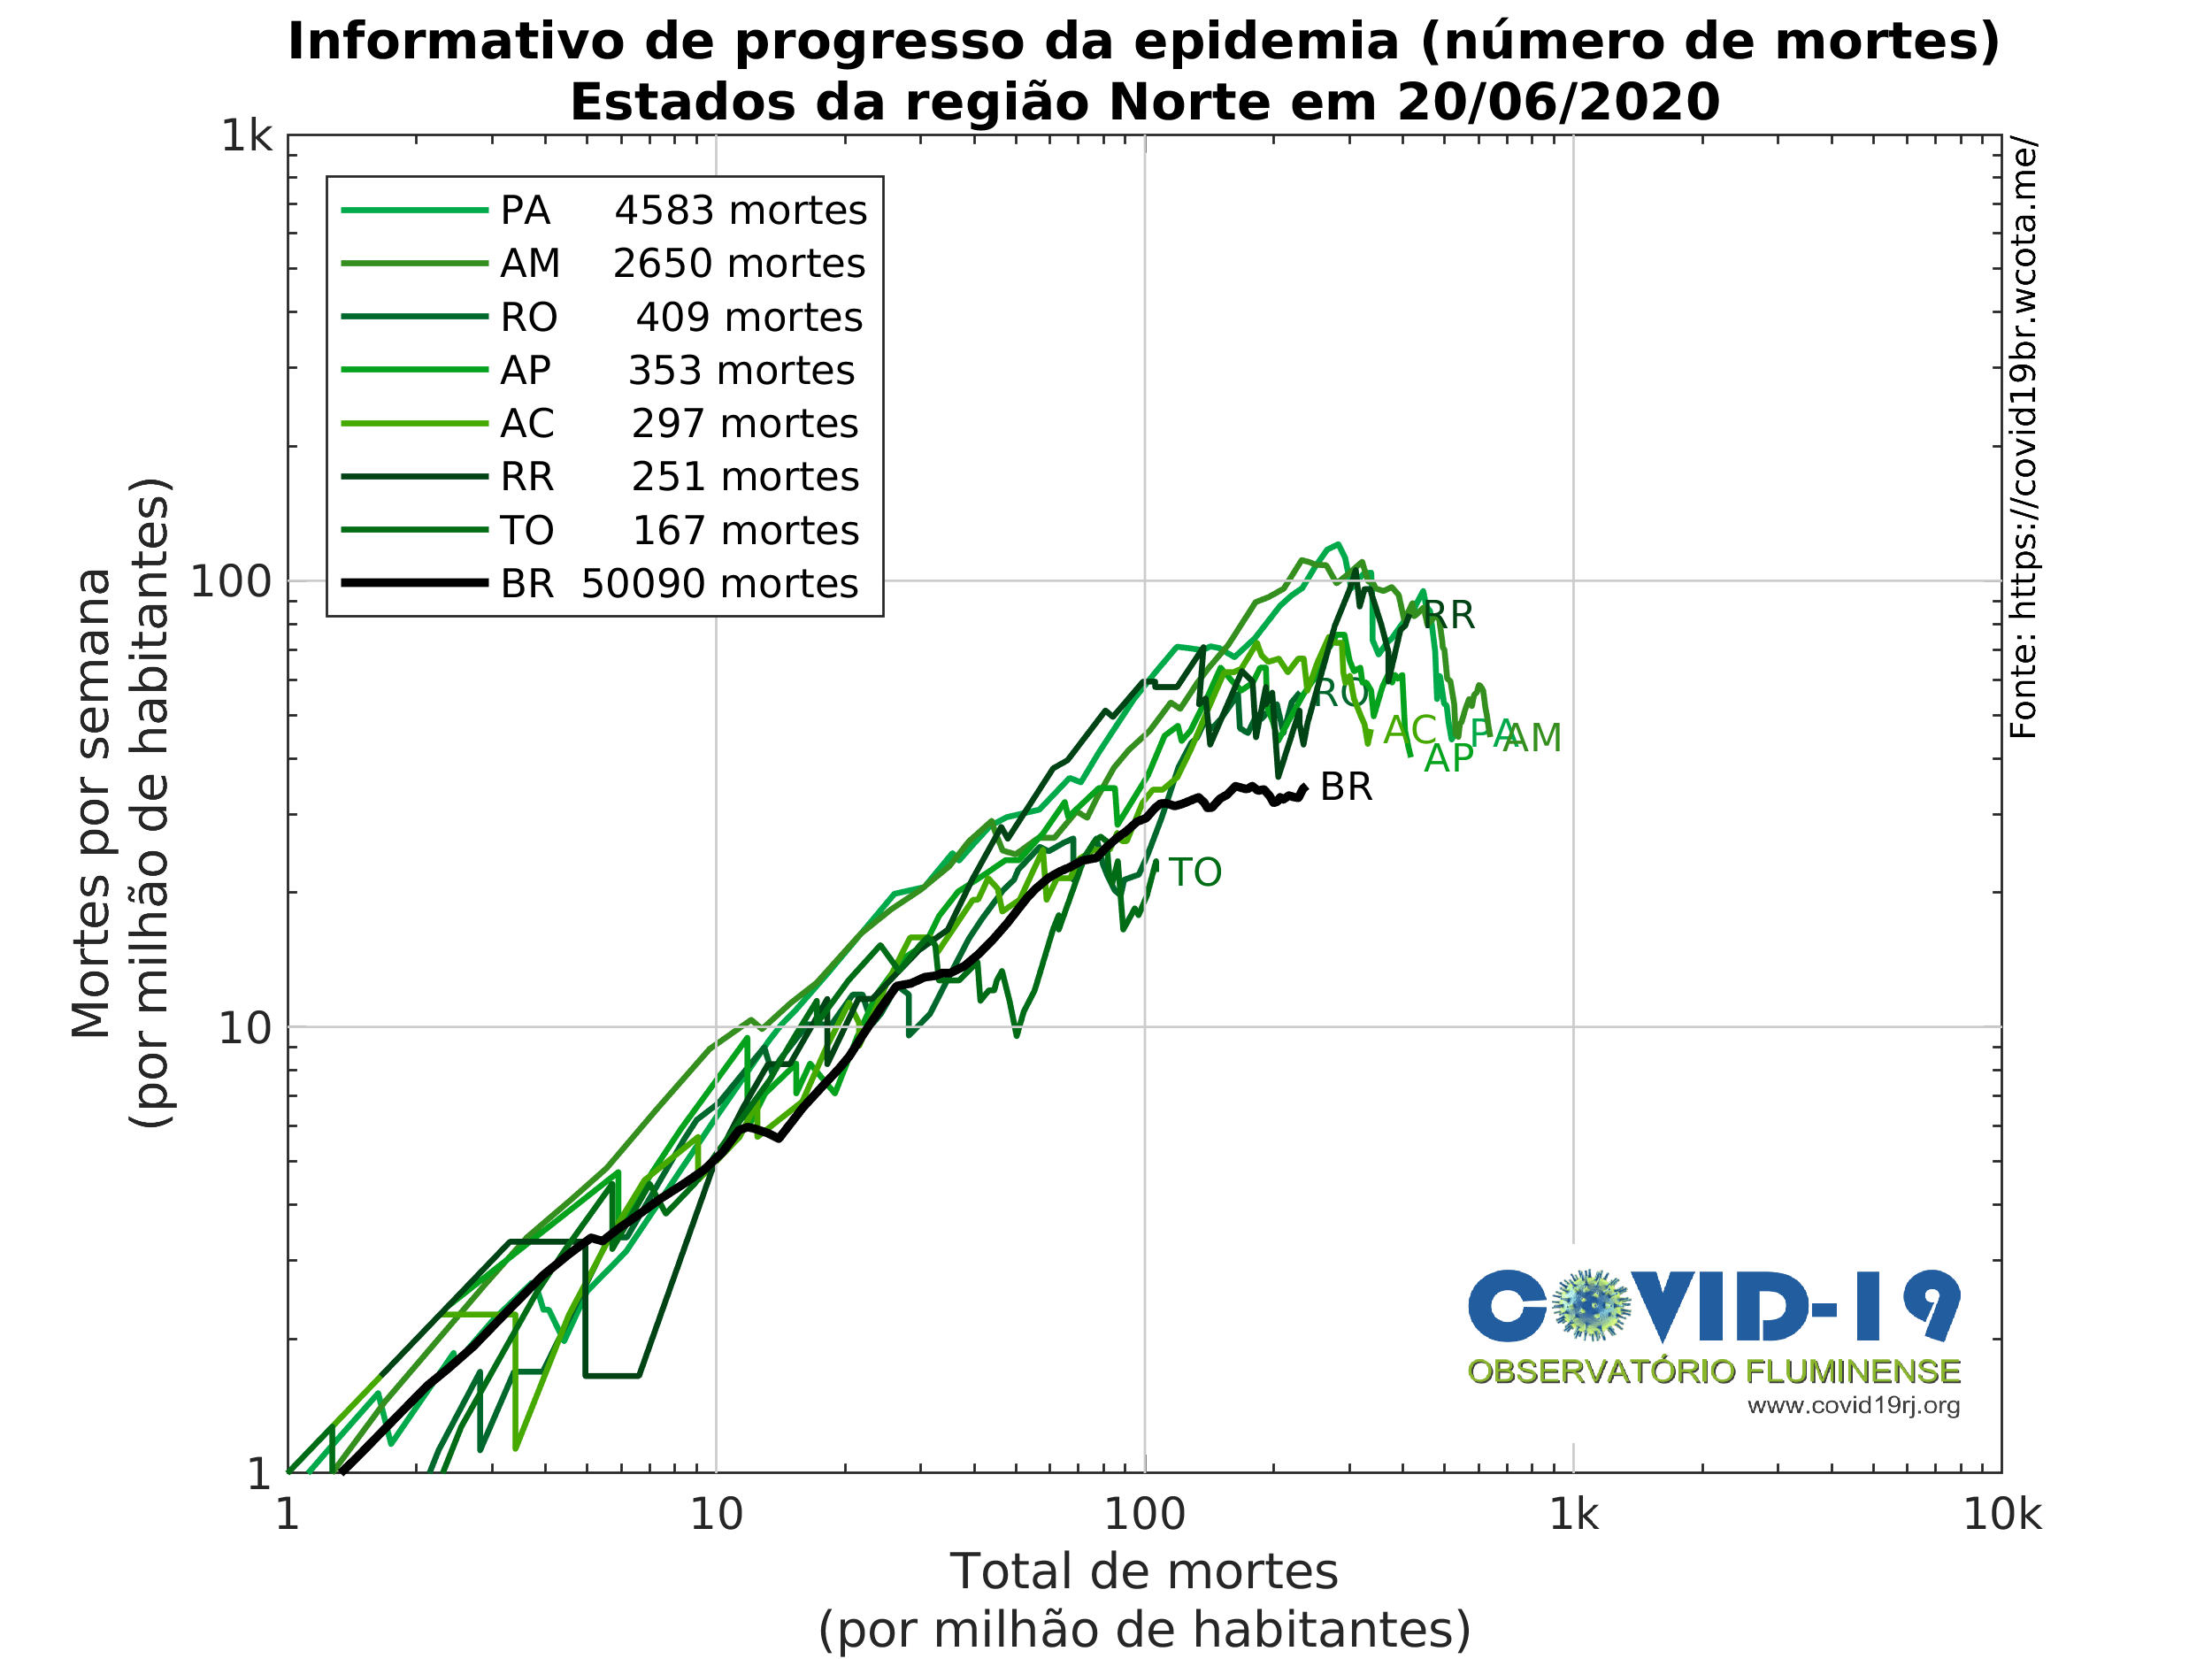 Informativo de progresso da epidemia (número de mortes)
Estados da região Norte em 20/06/2020
1k
100
10
1
1
10
100
1k
10k
Mortes por semana
(por milhão de habitantes)
Total de mortes
(por milhão de habitantes)
PA 4583 mortes
AM 2650 mortes
RO 409 mortes
AP 353 mortes
AC 297 mortes
RR 251 mortes
TO 167 mortes
BR 50090 mortes
RR
RO
AC
PA
AM
AP
BR
TO
Fonte: https://covid19br.wcota.me/
COVID-19
OBSERVATÓRIO FLUMINENSE
www.covid19rj.org